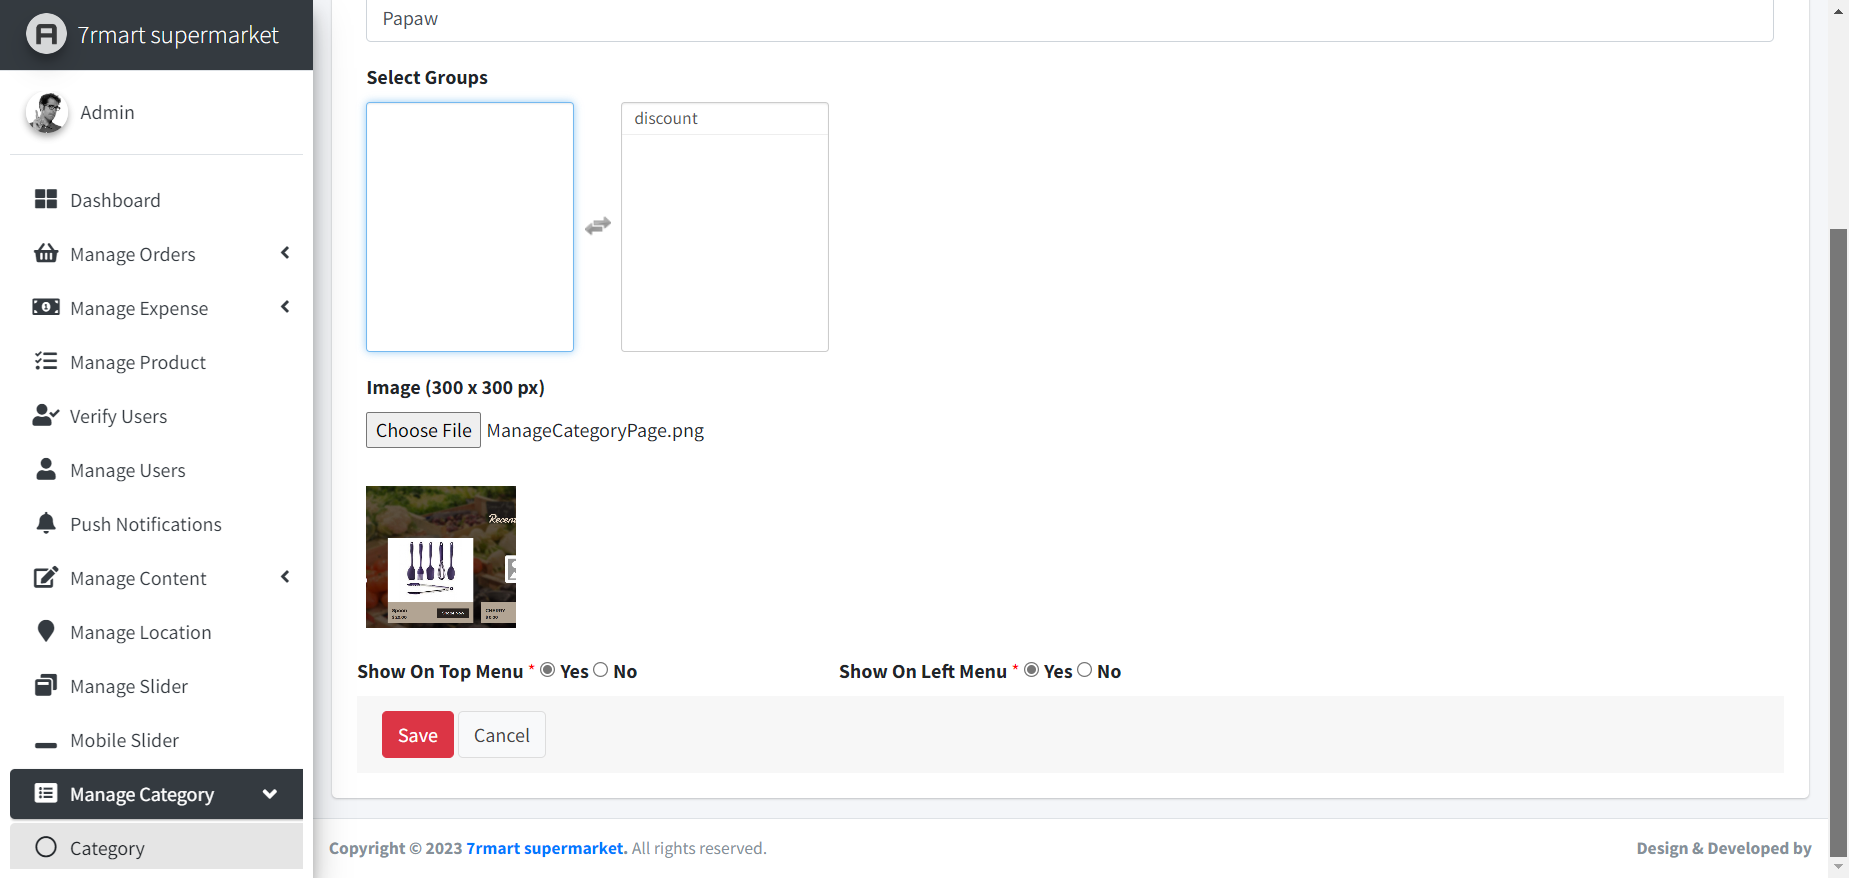 7rmart supermarket
Admin
Dashboard
Manage Orders
Manage Expense
Manage Product
Verify Users
Manage Users
Push Notifications
Manage Content
Manage Location
Manage Slider
Mobile Slider
Manage Category
Category
Papaw
Select Groups
discount
Image (300 x 300 px)
Choose File ManageCategoryPage.png
Recent
Spoon
CHERRY
Show On Top Menu * Yes No
Show On Left Menu * Yes No
Save Cancel
Copyright © 2023 7rmart supermarket. All rights reserved.
Design & Developed by